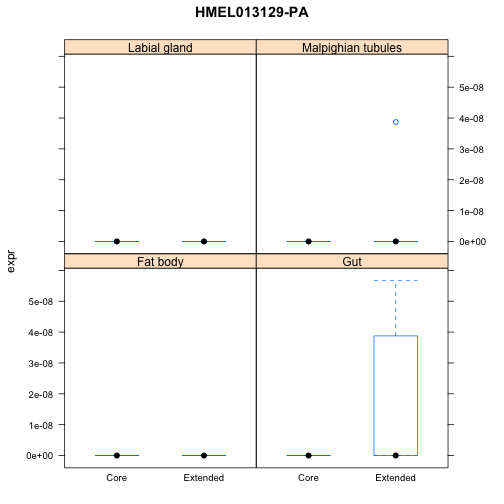 HMEL013129-PA
Labial gland Malpighian tubules
5e-08
4e-08
3e-08
2e-08
1e-08
0e+00
expr
Fat body Gut
5e-08
4e-08
3e-08
2e-08
1e-08
0e+00
Core Extended Core Extended